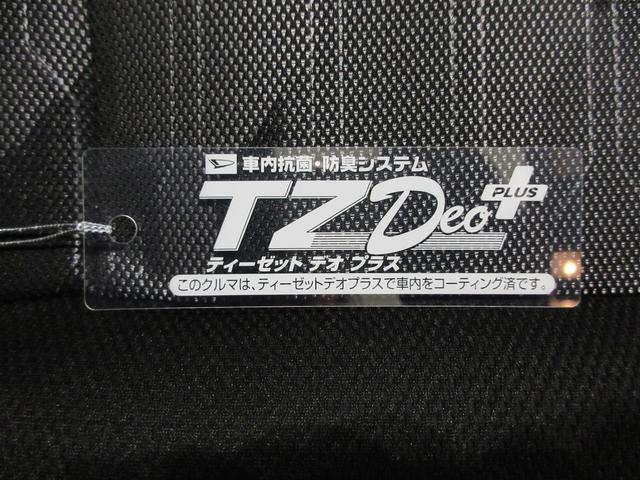 車内抗菌・防臭システム
TZ Deo PLUS
ティーゼット デオ プラス
このクルマは、ティーゼットデオプラスで車内をコーティング済です。